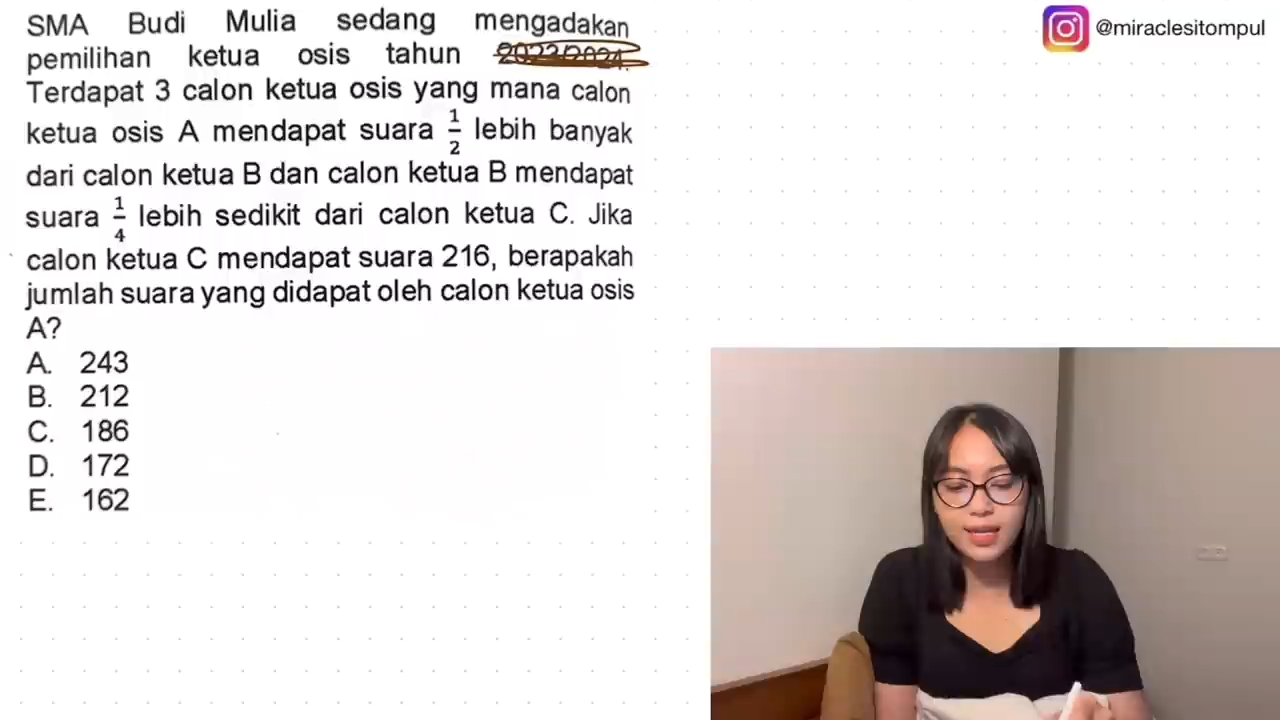 SMA Budi Mulia sedang mengadakan
pemilihan ketua osis tahun 2023/2024.
Terdapat 3 calon ketua osis yang mana calon
ketua osis A mendapat suara 1/2 lebih banyak
dari calon ketua B dan calon ketua B mendapat
suara 1/4 lebih sedikit dari calon ketua C. Jika
calon ketua C mendapat suara 216, berapakah
jumlah suara yang didapat oleh calon ketua osis
A?
A. 243
B. 212
C. 186
D. 172
E. 162
@miraclesitompul